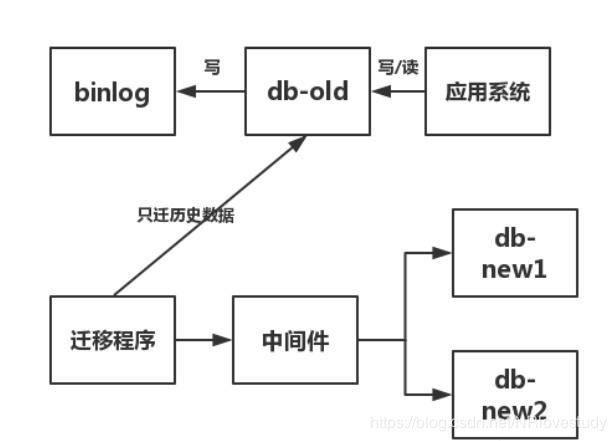 写
写/读
binlog
db-old
应用系统
只迁历史数据
db-
new1
迁移程序
中间件
db-
new2
https://blog.csdn.net/NRlovestudy